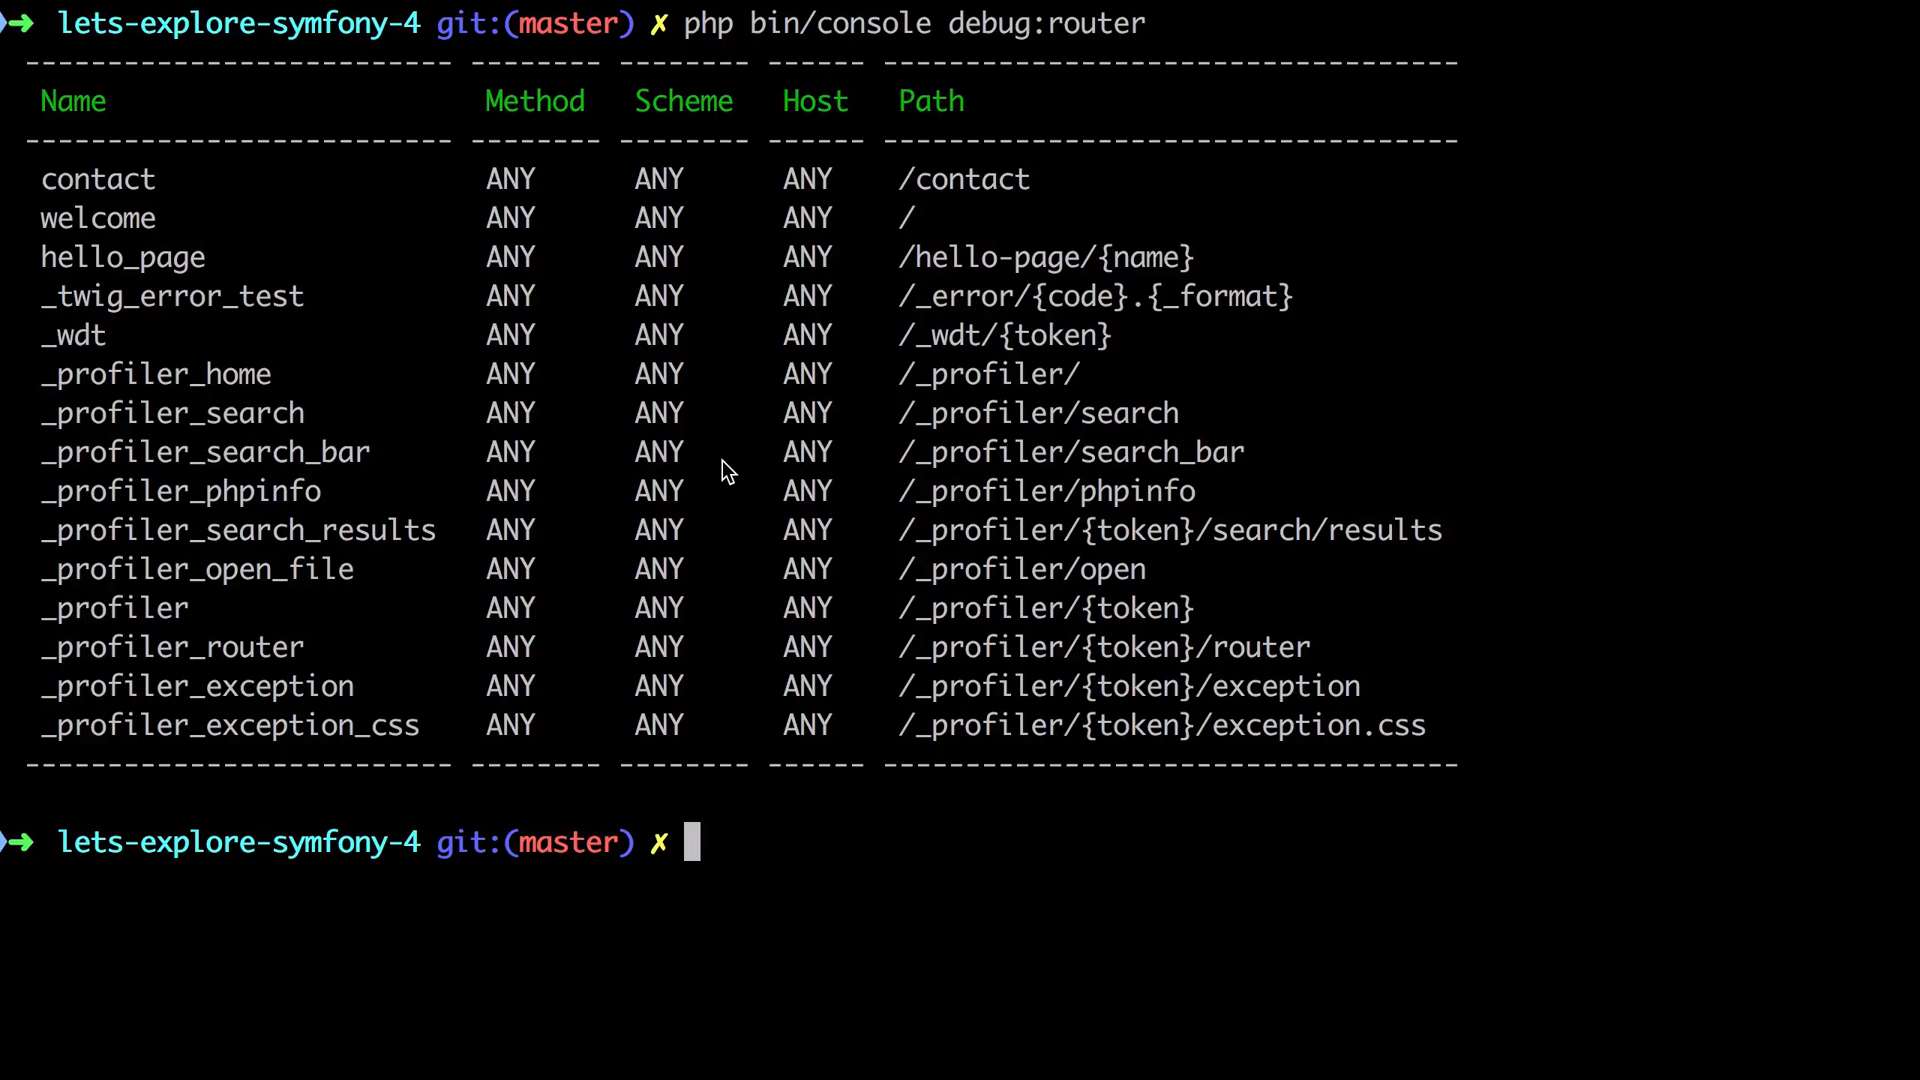 ➜ lets-explore-symfony-4 git:(master) ✗ php bin/console debug:router
-------------------------- -------- -------- ------ -----------------------------------
Name Method Scheme Host Path
-------------------------- -------- -------- ------ -----------------------------------
contact ANY ANY ANY /contact
welcome ANY ANY ANY /
hello_page ANY ANY ANY /hello-page/{name}
_twig_error_test ANY ANY ANY /_error/{code}.{_format}
_wdt ANY ANY ANY /_wdt/{token}
_profiler_home ANY ANY ANY /_profiler/
_profiler_search ANY ANY ANY /_profiler/search
_profiler_search_bar ANY ANY ANY /_profiler/search_bar
_profiler_phpinfo ANY ANY ANY /_profiler/phpinfo
_profiler_search_results ANY ANY ANY /_profiler/{token}/search/results
_profiler_open_file ANY ANY ANY /_profiler/open
_profiler ANY ANY ANY /_profiler/{token}
_profiler_router ANY ANY ANY /_profiler/{token}/router
_profiler_exception ANY ANY ANY /_profiler/{token}/exception
_profiler_exception_css ANY ANY ANY /_profiler/{token}/exception.css
-------------------------- -------- -------- ------ -----------------------------------
➜ lets-explore-symfony-4 git:(master) ✗